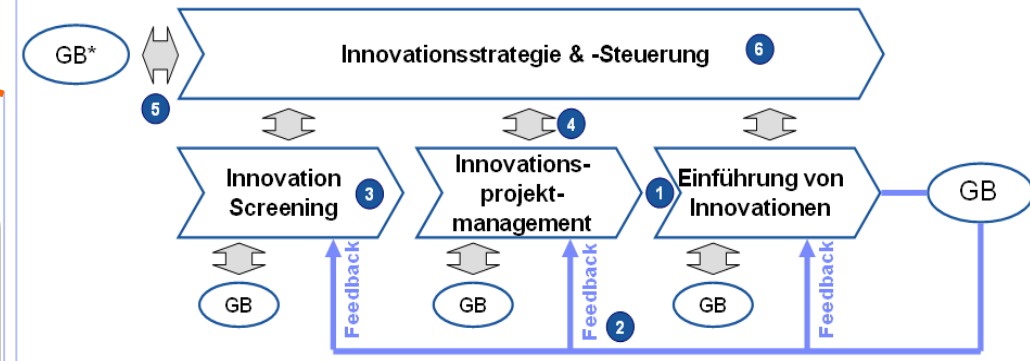 GB*
5
Innovationsstrategie & -Steuerung
6
4
Innovation
Screening
3
Innovations-
projekt-
management
1
Einführung von
Innovationen
GB
GB
Feedback
GB
Feedback
2
GB
Feedback